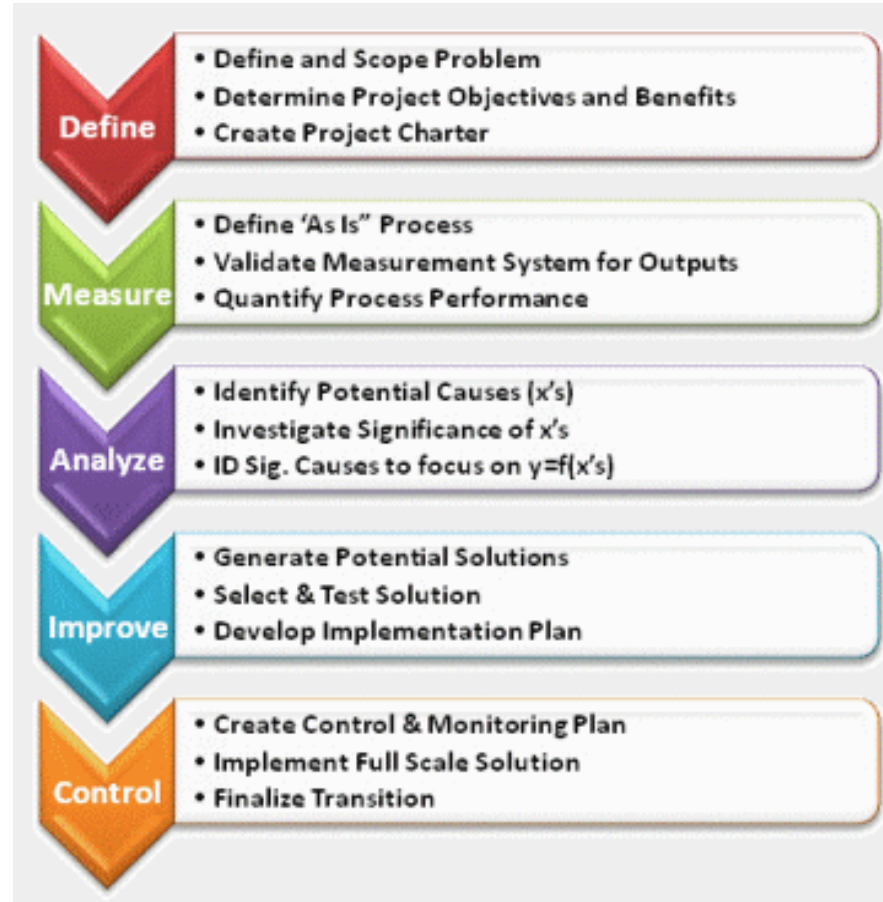 Define
• Define and Scope Problem
• Determine Project Objectives and Benefits
• Create Project Charter
Measure
• Define ‘As Is” Process
• Validate Measurement System for Outputs
• Quantify Process Performance
Analyze
• Identify Potential Causes (x’s)
• Investigate Significance of x’s
• ID Sig. Causes to focus on y=f(x’s)
Improve
• Generate Potential Solutions
• Select & Test Solution
• Develop Implementation Plan
Control
• Create Control & Monitoring Plan
• Implement Full Scale Solution
• Finalize Transition